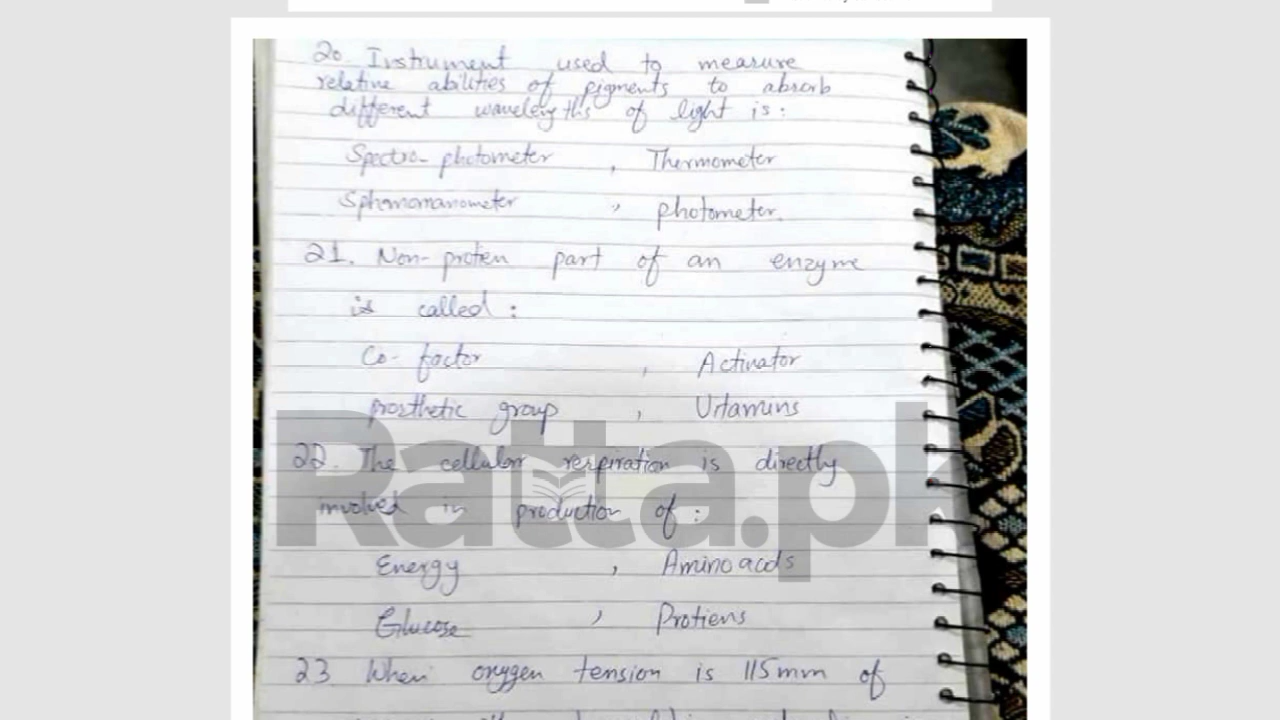 20. Instrument used to measure
relative abilities of pigments to absorb
different wavelengths of light is:
Spectro-photometer , Thermometer
Sphmomanometer , photometer.
21. Non-protien part of an enzyme
is called :
Co-factor , Activator
prosthetic group , Vitamins
Ratta.pk
22. The cellular respiration is directly
involved in production of :
Energy , Amino acids
Glucose , Protiens
23 When oxygen tension is 115mm of